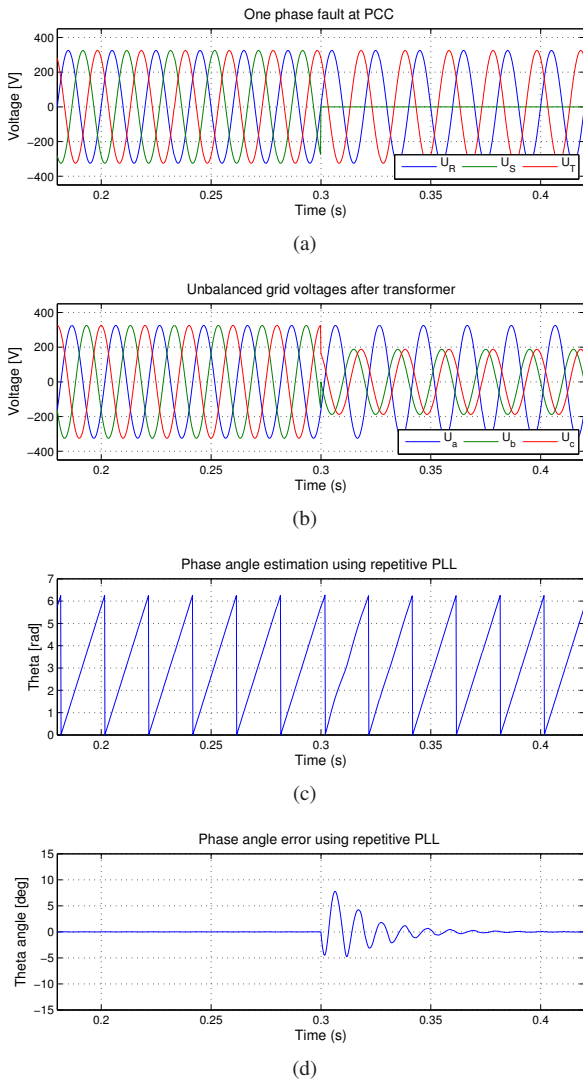 One phase fault at PCC
Voltage [V]
400
200
0
−200
−400
U_R U_S U_T
0.2 0.25 0.3 0.35 0.4
Time (s)
(a)
Unbalanced grid voltages after transformer
Voltage [V]
400
200
0
−200
−400
U_a U_b U_c
0.2 0.25 0.3 0.35 0.4
Time (s)
(b)
Phase angle estimation using repetitive PLL
Theta [rad]
7
6
5
4
3
2
1
0
0.2 0.25 0.3 0.35 0.4
Time (s)
(c)
Phase angle error using repetitive PLL
Theta angle [deg]
15
10
5
0
−5
−10
−15
0.2 0.25 0.3 0.35 0.4
Time (s)
(d)